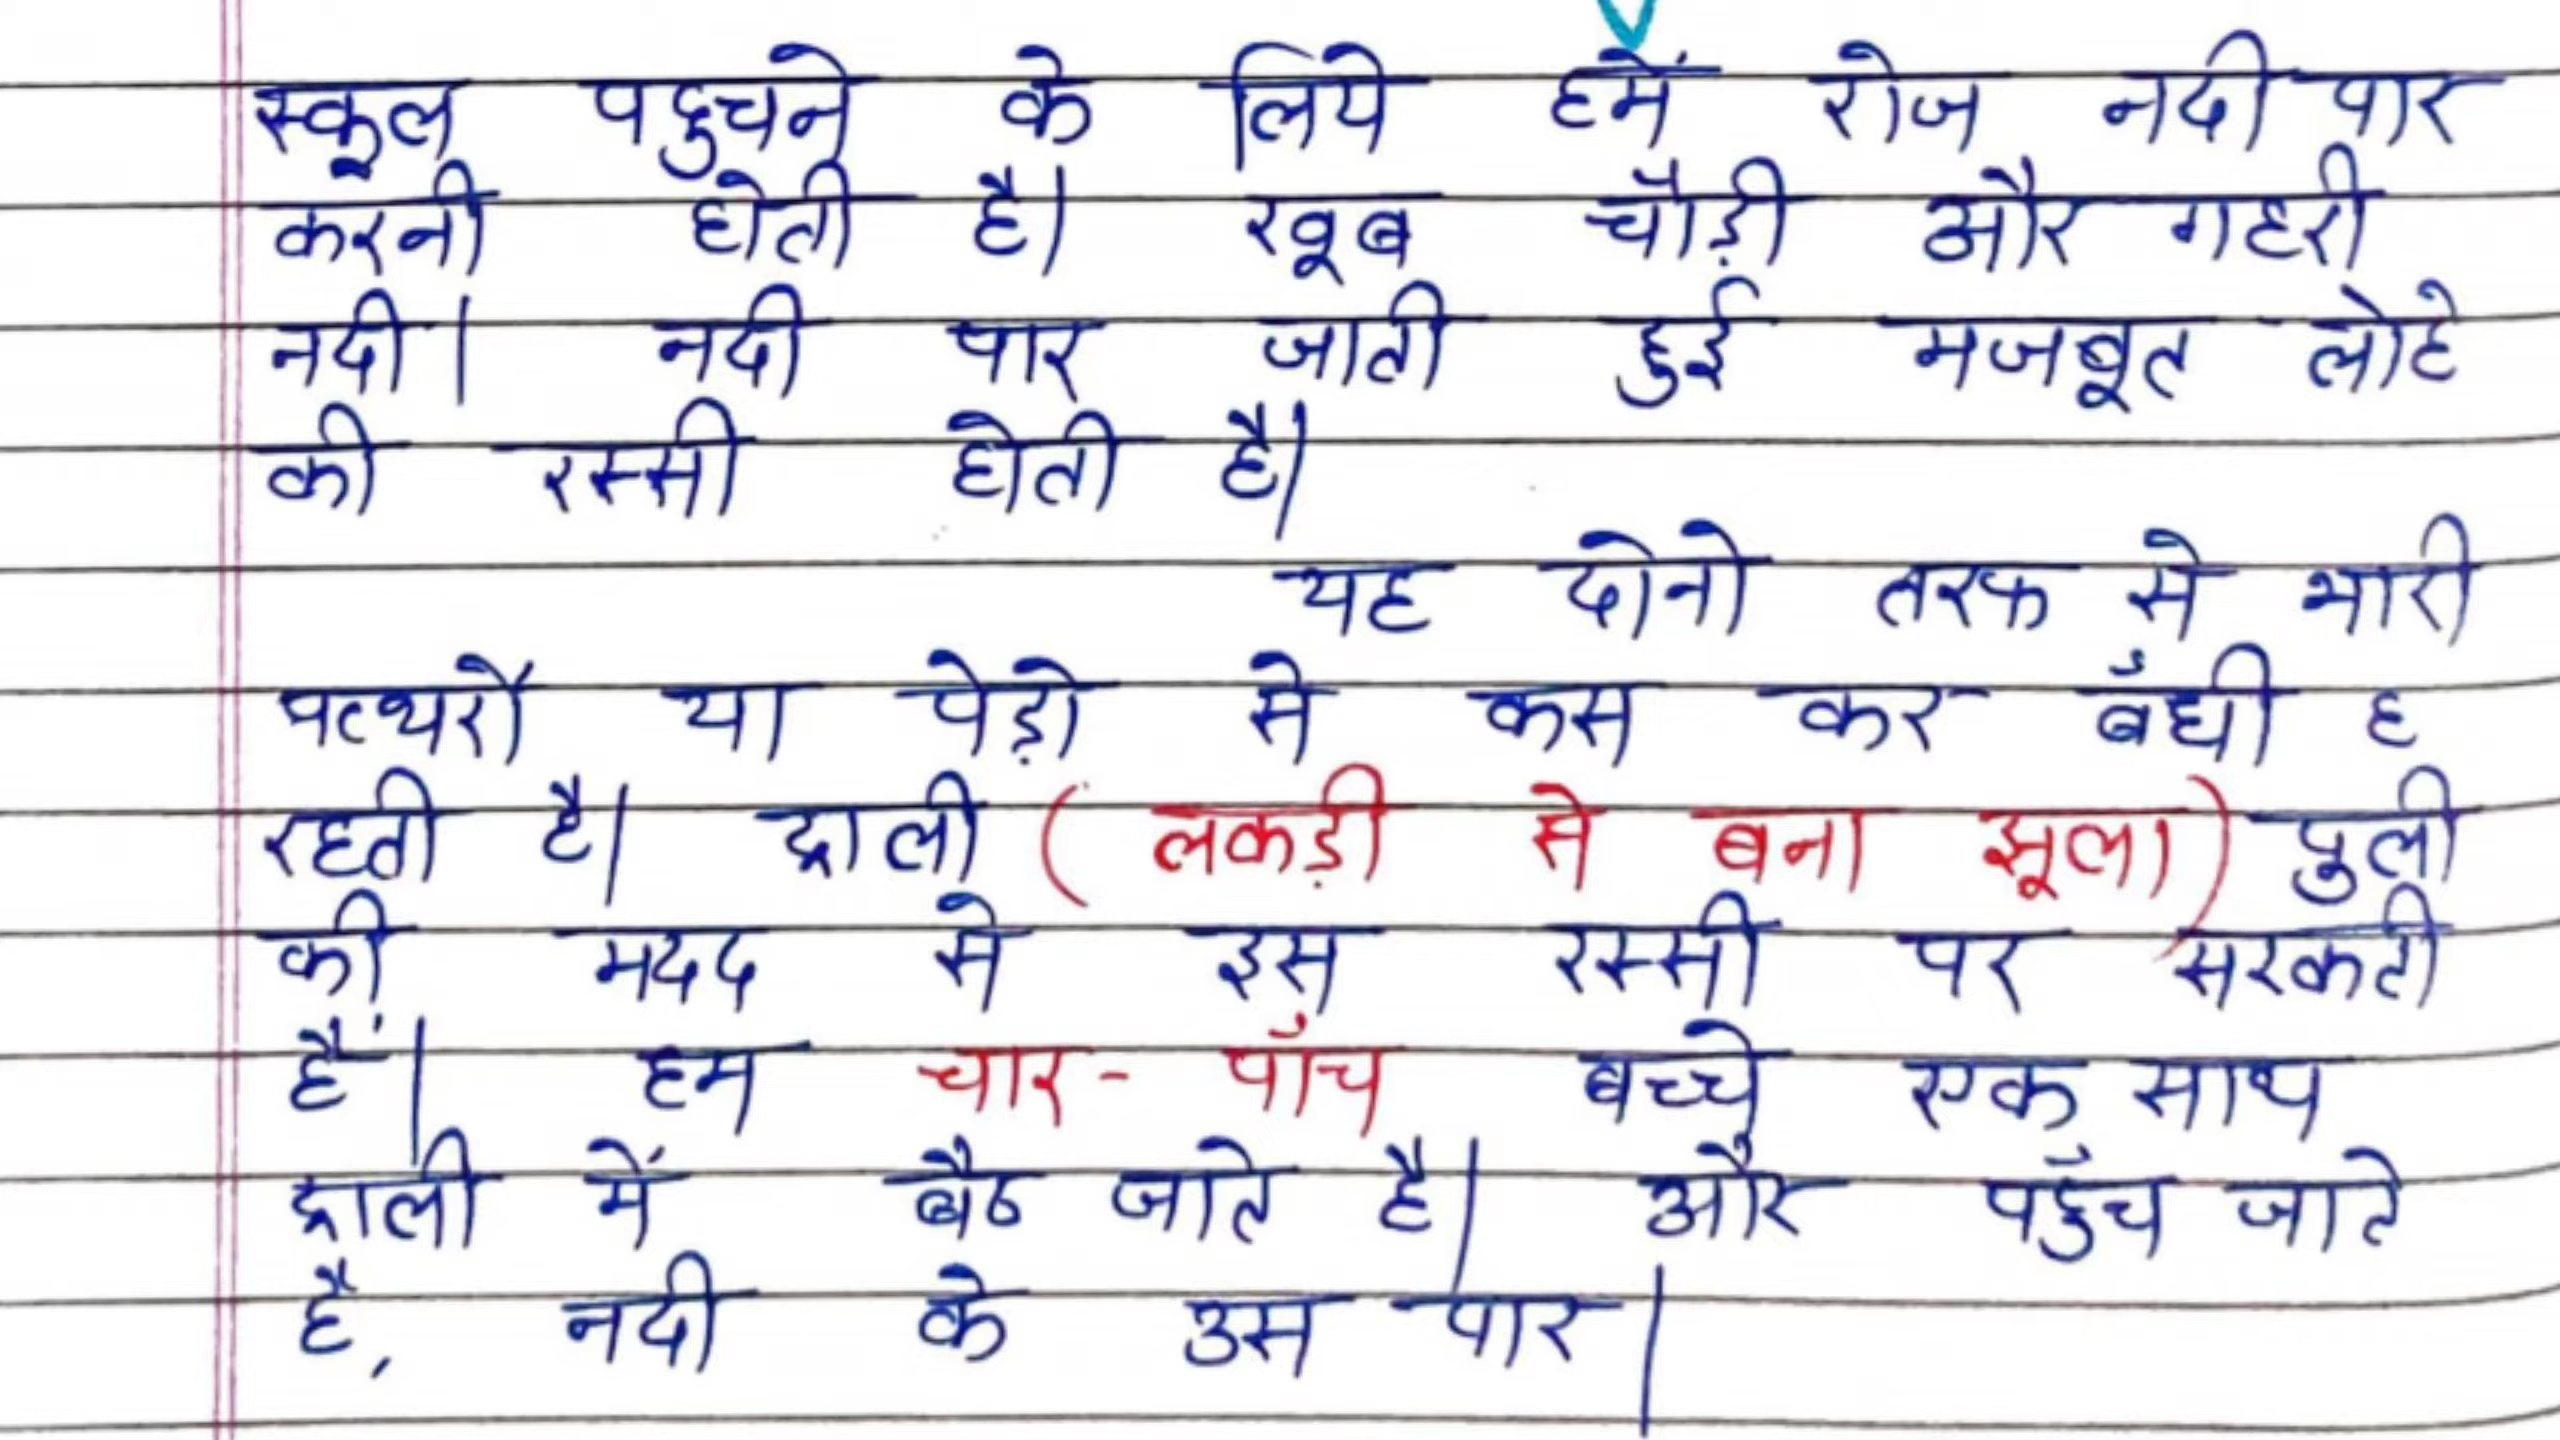 स्कूल पहुचने के लिये हमें रोज नदी पार
करनी होती है। खूब चौड़ी और गहरी
नदी। नदी पार जाती हुई मजबूत लोहे
की रस्सी होती है।
यह दोनो तरफ से भारी
पत्थरों या पेड़ो से कस कर बँधी ह
रहती है। ट्राली (लकड़ी से बना झूला) पुली
की मदद से इस रस्सी पर सरकती
हैं। हम चार- पाँच बच्चे एक साथ
ट्राली में बैठ जाते है। और पहुँच जाते
है, नदी के उस पार।